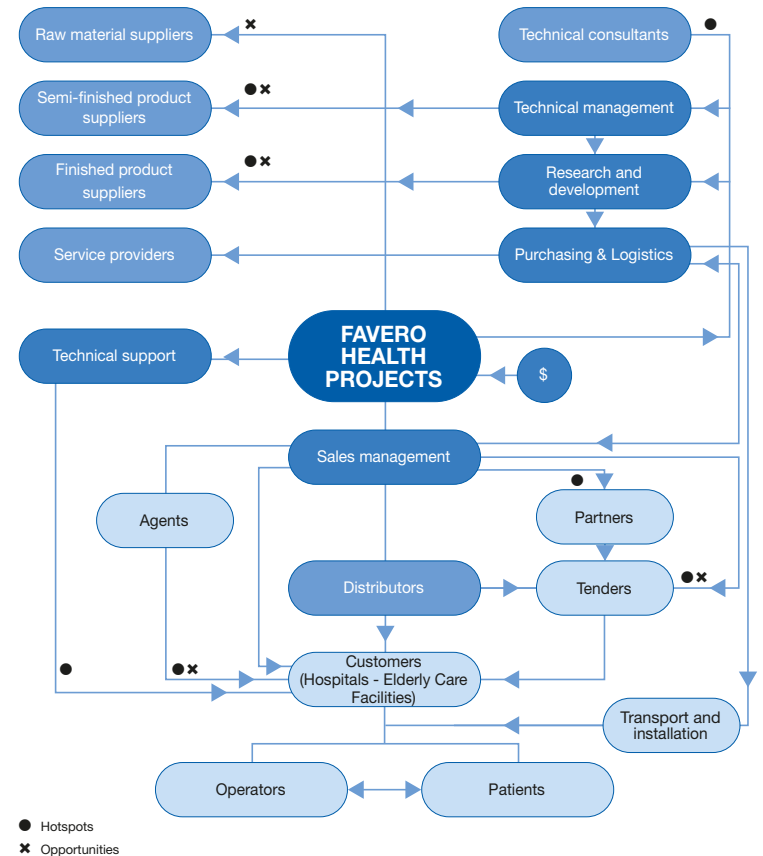 Raw material suppliers
Technical consultants
Semi-finished product
suppliers
Technical management
Finished product
suppliers
Research and
development
Service providers
Purchasing & Logistics
FAVERO
HEALTH
PROJECTS
Technical support
$
Sales management
Agents
Partners
Distributors
Tenders
Customers
(Hospitals - Elderly Care
Facilities)
Transport and
installation
Operators
Patients
Hotspots
Opportunities